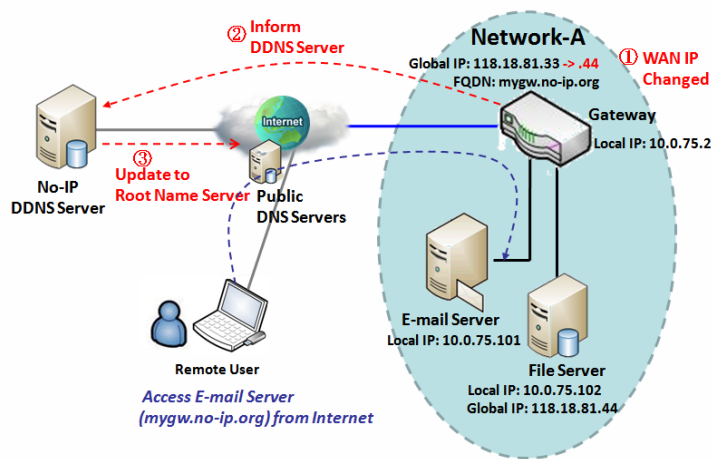 ② Inform
DDNS Server
Network-A
Global IP: 118.18.81.33 -> .44
FQDN: mygw.no-ip.org
① WAN IP
Changed
Internet
Gateway
Local IP: 10.0.75.2
③
Update to
Root Name Server
No-IP
DDNS Server
Public
DNS Servers
E-mail Server
Local IP: 10.0.75.101
Remote User
File Server
Local IP: 10.0.75.102
Global IP: 118.18.81.44
Access E-mail Server
(mygw.no-ip.org) from Internet